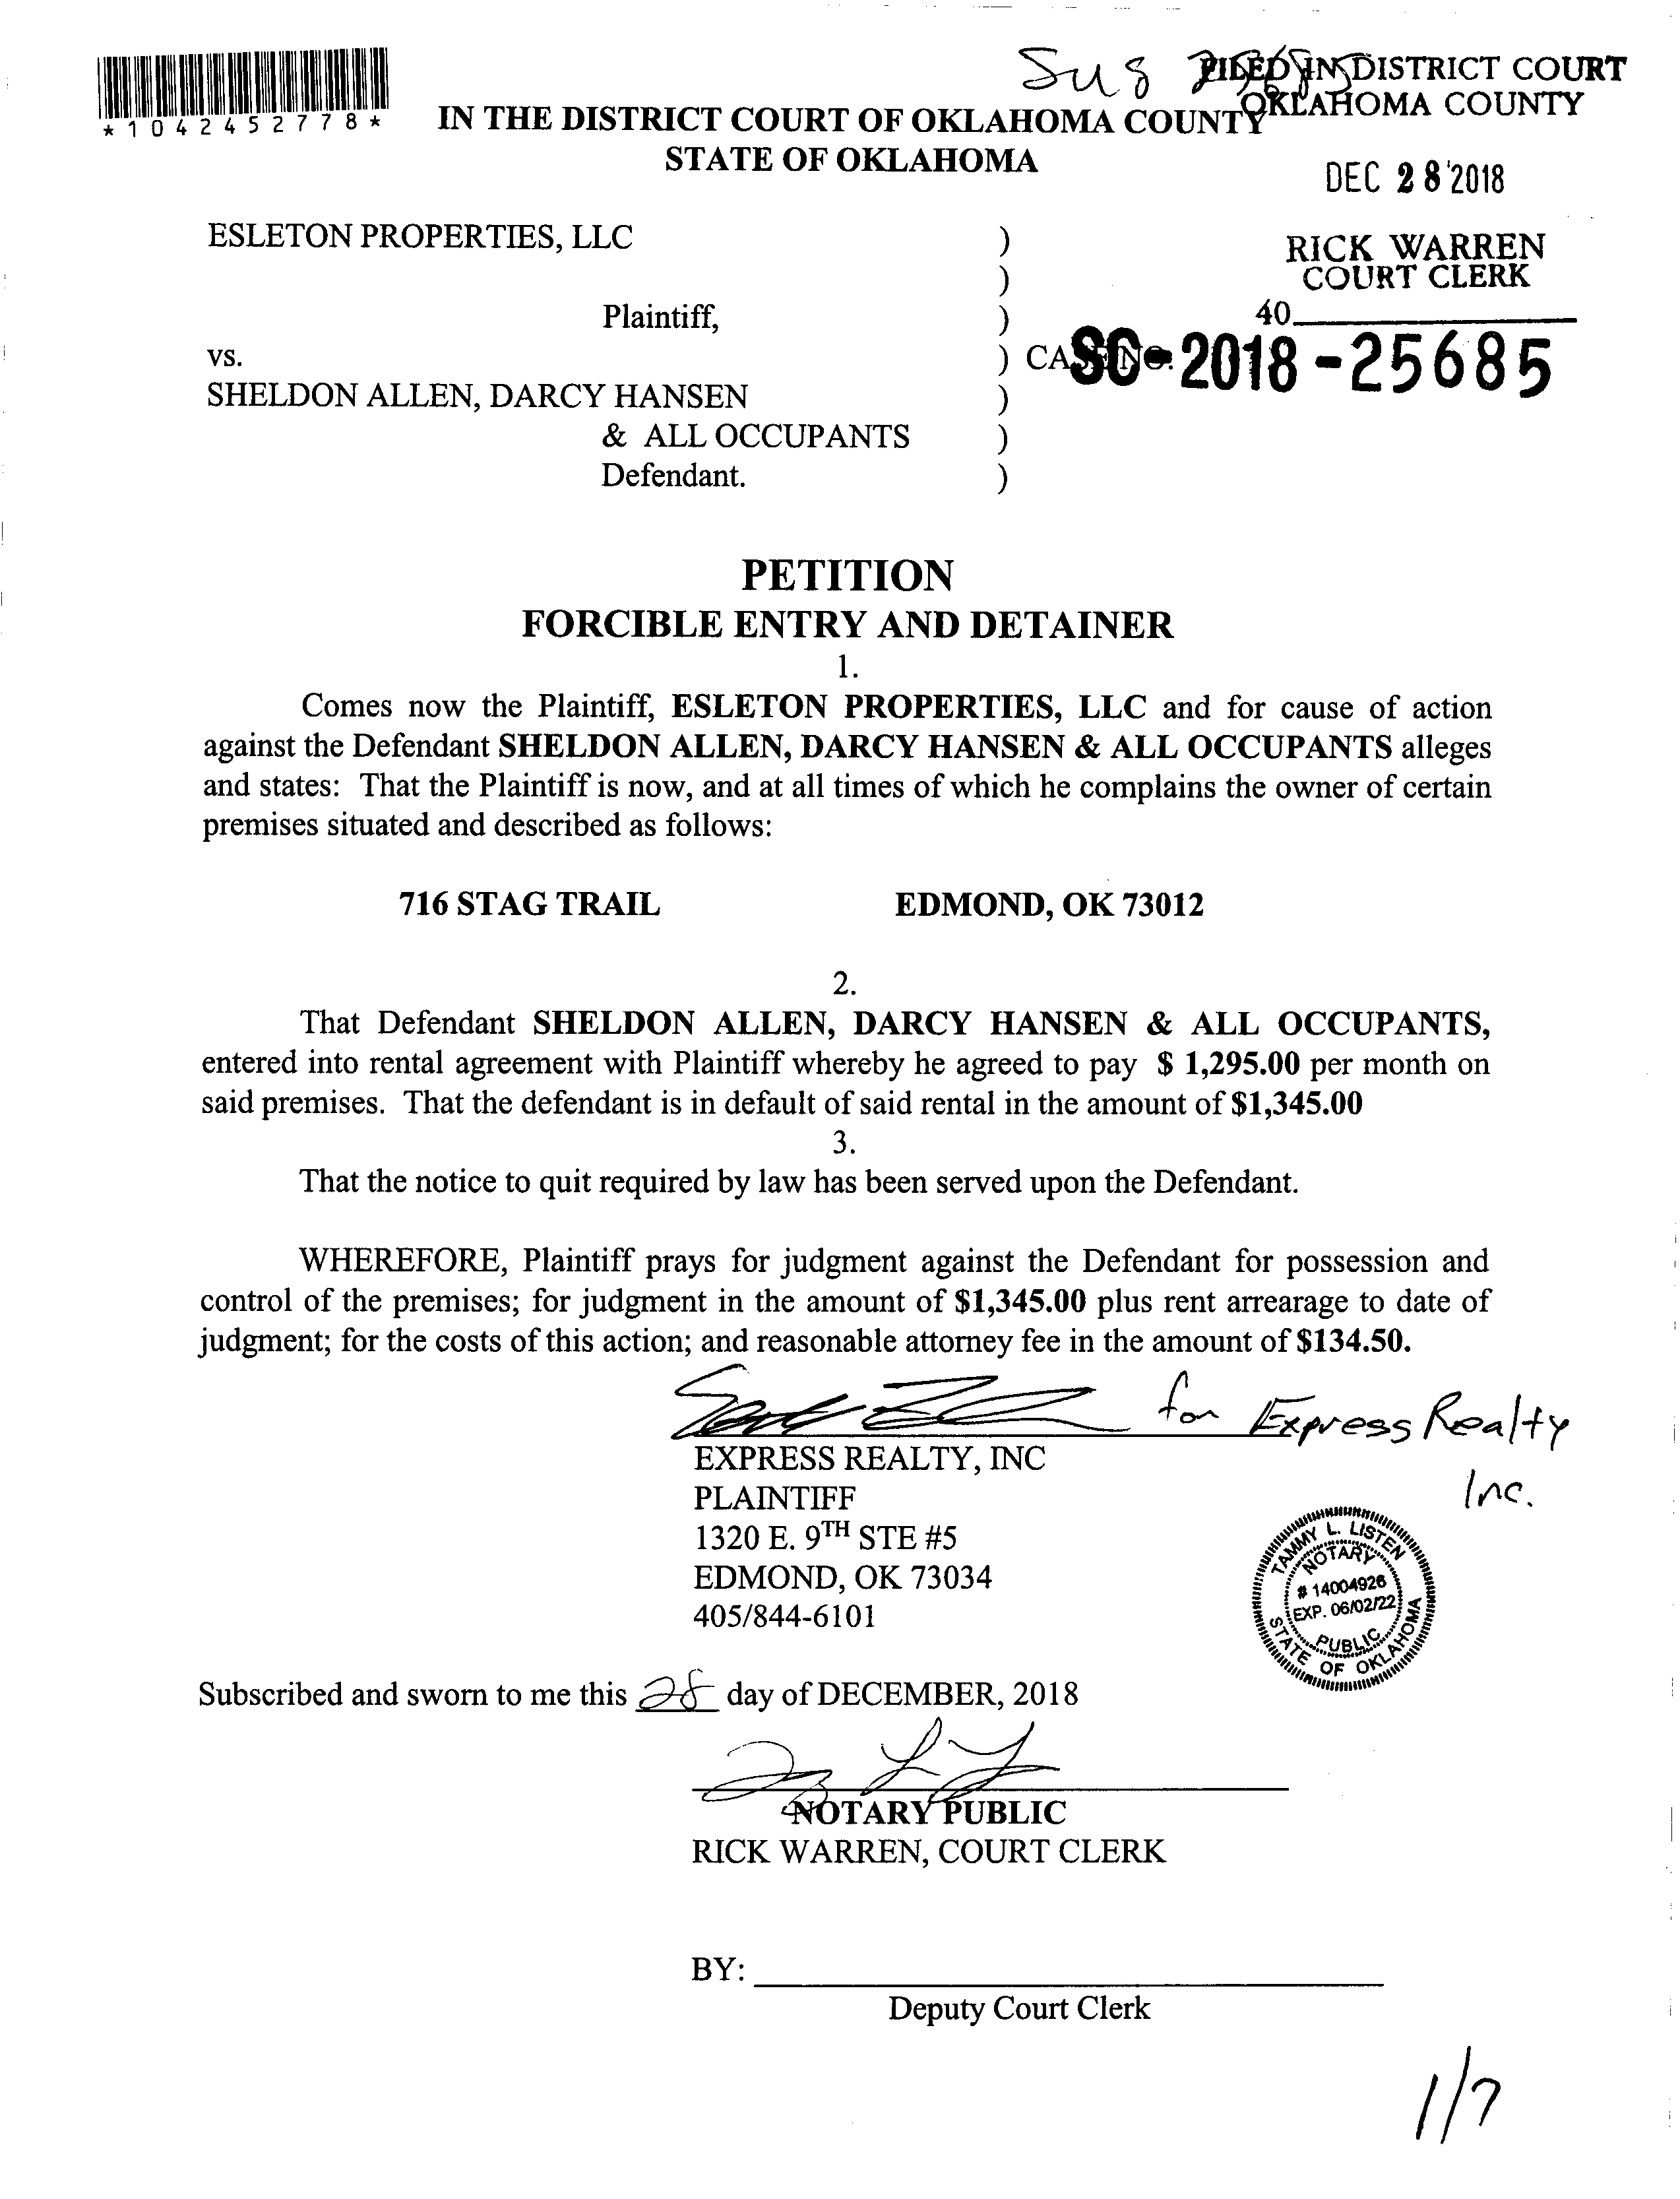 *1042452778*
FILED IN DISTRICT COURT
OKLAHOMA COUNTY
IN THE DISTRICT COURT OF OKLAHOMA COUNTY
STATE OF OKLAHOMA
DEC 28 2018
RICK WARREN
COURT CLERK
40
ESLETON PROPERTIES, LLC )
)
Plaintiff, )
vs. ) CASE NO. SC-2018-25685
SHELDON ALLEN, DARCY HANSEN )
& ALL OCCUPANTS )
Defendant. )
PETITION
FORCIBLE ENTRY AND DETAINER
1.
Comes now the Plaintiff, ESLETON PROPERTIES, LLC and for cause of action
against the Defendant SHELDON ALLEN, DARCY HANSEN & ALL OCCUPANTS alleges
and states: That the Plaintiff is now, and at all times of which he complains the owner of certain
premises situated and described as follows:
716 STAG TRAIL EDMOND, OK 73012
2.
That Defendant SHELDON ALLEN, DARCY HANSEN & ALL OCCUPANTS,
entered into rental agreement with Plaintiff whereby he agreed to pay $ 1,295.00 per month on
said premises. That the defendant is in default of said rental in the amount of $1,345.00
3.
That the notice to quit required by law has been served upon the Defendant.
WHEREFORE, Plaintiff prays for judgment against the Defendant for possession and
control of the premises; for judgment in the amount of $1,345.00 plus rent arrearage to date of
judgment; for the costs of this action; and reasonable attorney fee in the amount of $134.50.
for Express Realty
Inc.
EXPRESS REALTY, INC
PLAINTIFF
1320 E. 9TH STE #5
EDMOND, OK 73034
405/844-6101
TAMMY L. LISTEN
NOTARY
# 14004926
EXP. 06/02/22
PUBLIC
STATE OF OKLAHOMA
Subscribed and sworn to me this 28 day of DECEMBER, 2018
NOTARY PUBLIC
RICK WARREN, COURT CLERK
BY:
Deputy Court Clerk
1/7